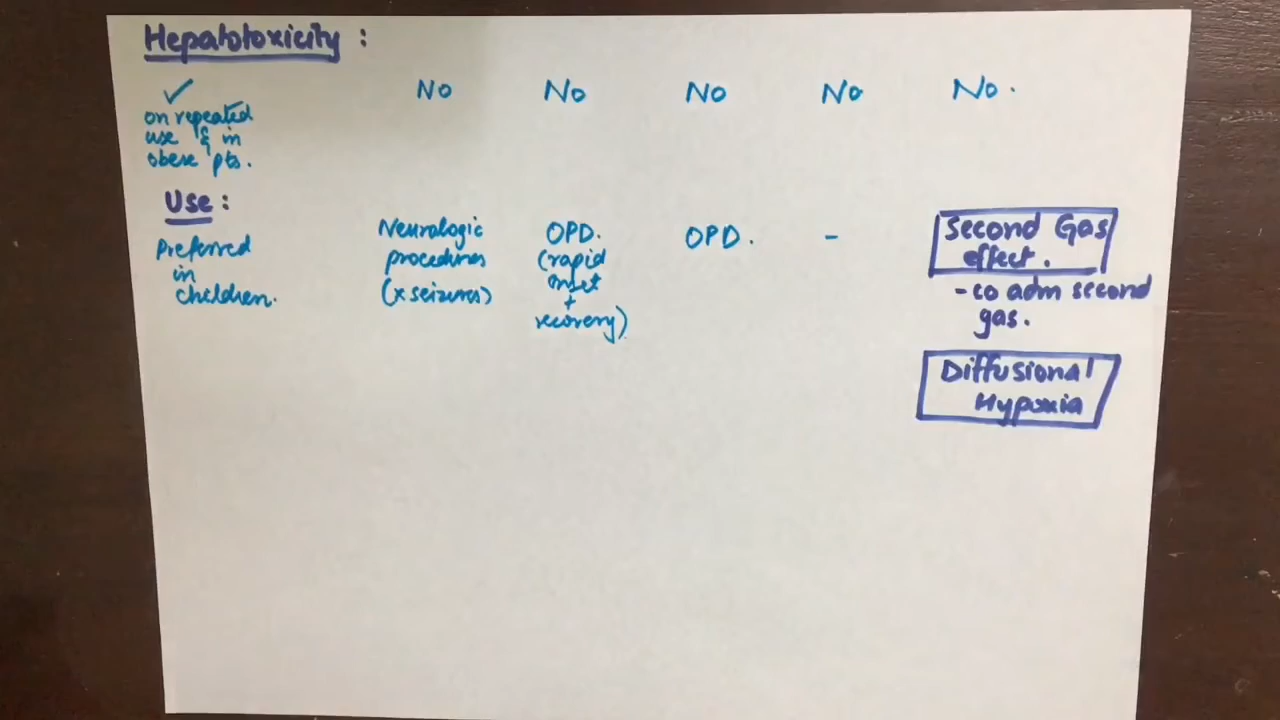 Hepatotoxicity :
✓ No No No No No.
on repeated
use & in
obese pts.
Use :
Preferred
in
children.
Neurologic
procedures
(x seizures)
OPD.
(rapid
onset
+
recovery)
OPD.
-
Second Gas
effect.
- co adm second
gas.
Diffusional
Hypoxia